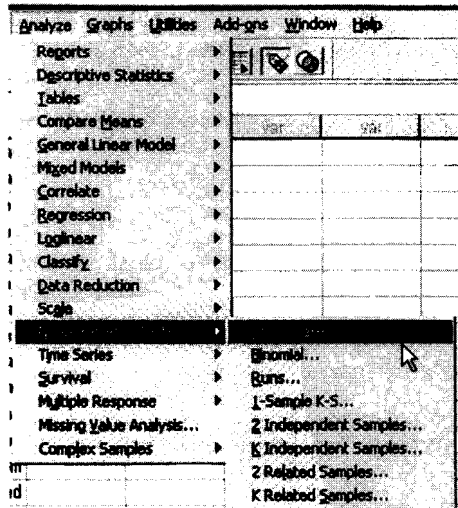 Analyze Graphs Utilities Add-ons Window Help
Reports
Descriptive Statistics
Tables
var var
Compare Means
General Linear Model
Mixed Models
Correlate
Regression
Loglinear
Classify
Data Reduction
Scale
Time Series
Binomial...
Survival
Runs...
Multiple Response
1-Sample K-S...
Missing Value Analysis...
2 Independent Samples...
Complex Samples
K Independent Samples...
2 Related Samples...
K Related Samples...